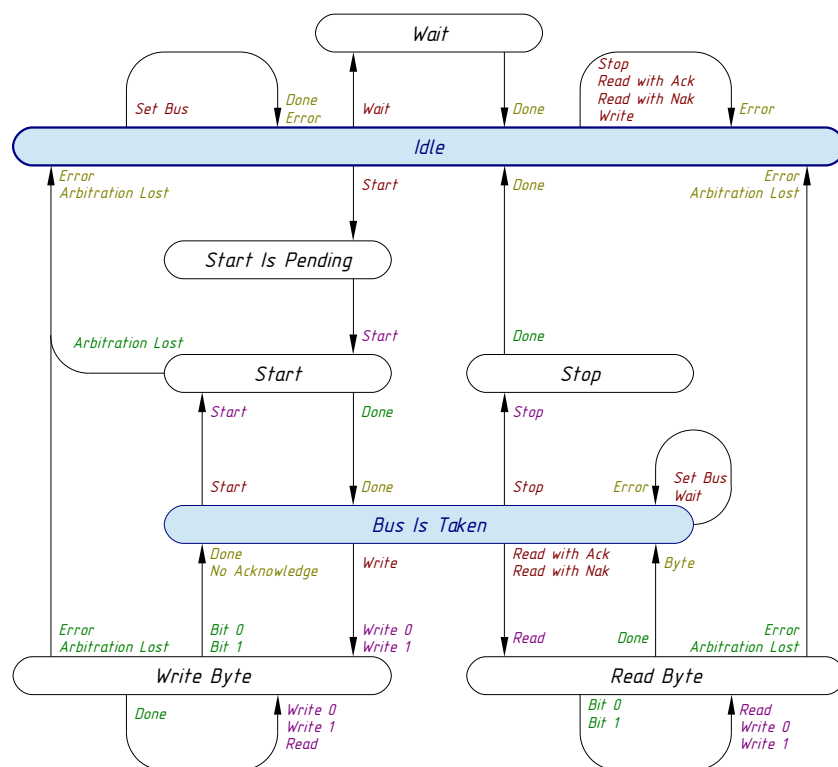 Wait
Set Bus
Done
Error
Wait
Done
Stop
Read with Ack
Read with Nak
Write
Error
Idle
Error
Arbitration Lost
Start
Done
Error
Arbitration Lost
Start Is Pending
Start
Arbitration Lost
Done
Start
Stop
Start
Done
Stop
Start
Done
Stop
Error
Set Bus
Wait
Bus Is Taken
Done
No Acknowledge
Write
Read with Ack
Read with Nak
Byte
Error
Arbitration Lost
Bit 0
Bit 1
Write 0
Write 1
Read
Done
Error
Arbitration Lost
Write Byte
Read Byte
Done
Write 0
Write 1
Read
Bit 0
Bit 1
Read
Write 0
Write 1